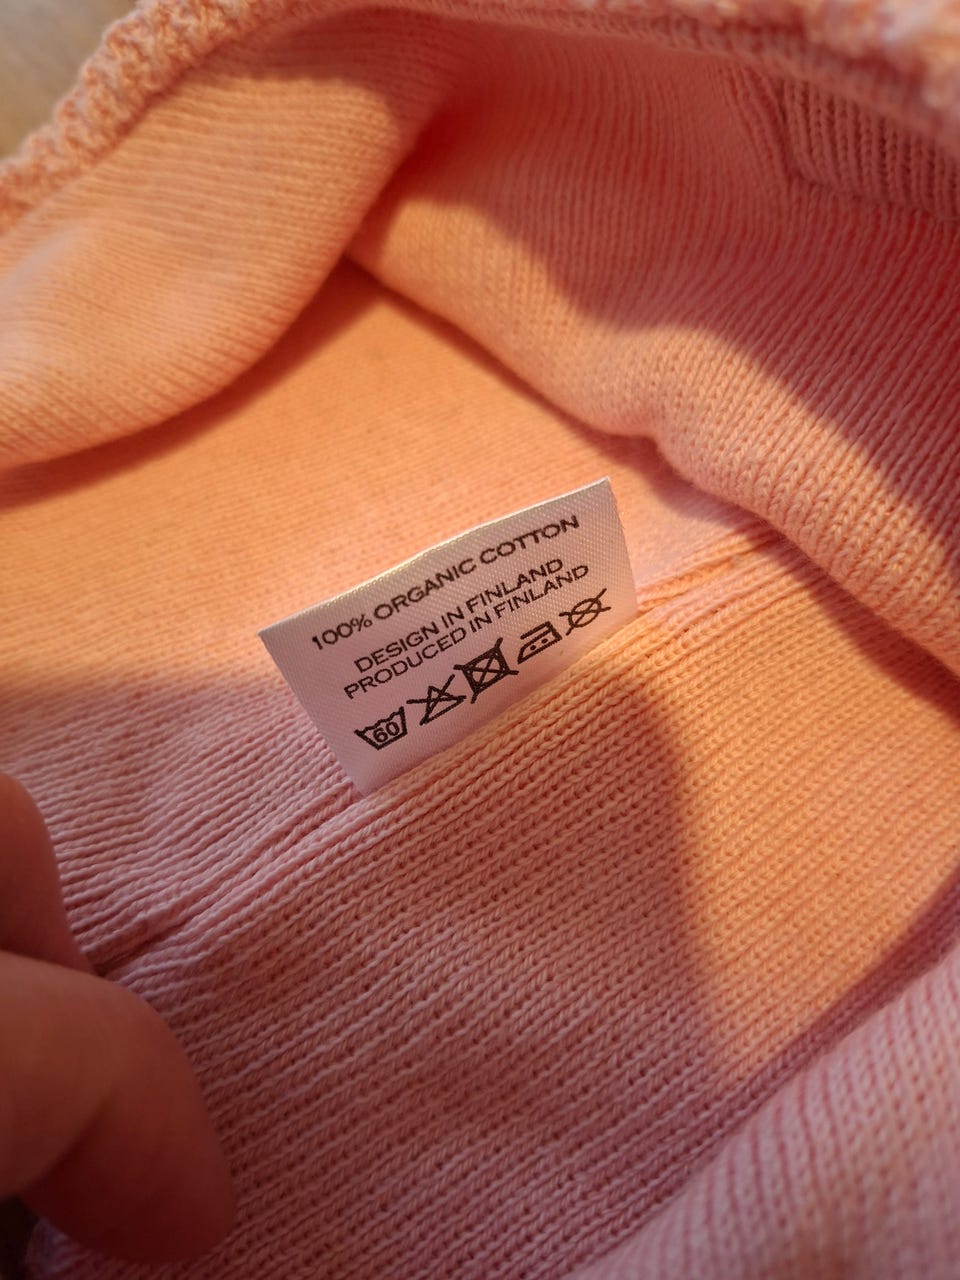 100% ORGANIC COTTON
DESIGN IN FINLAND
PRODUCED IN FINLAND
60